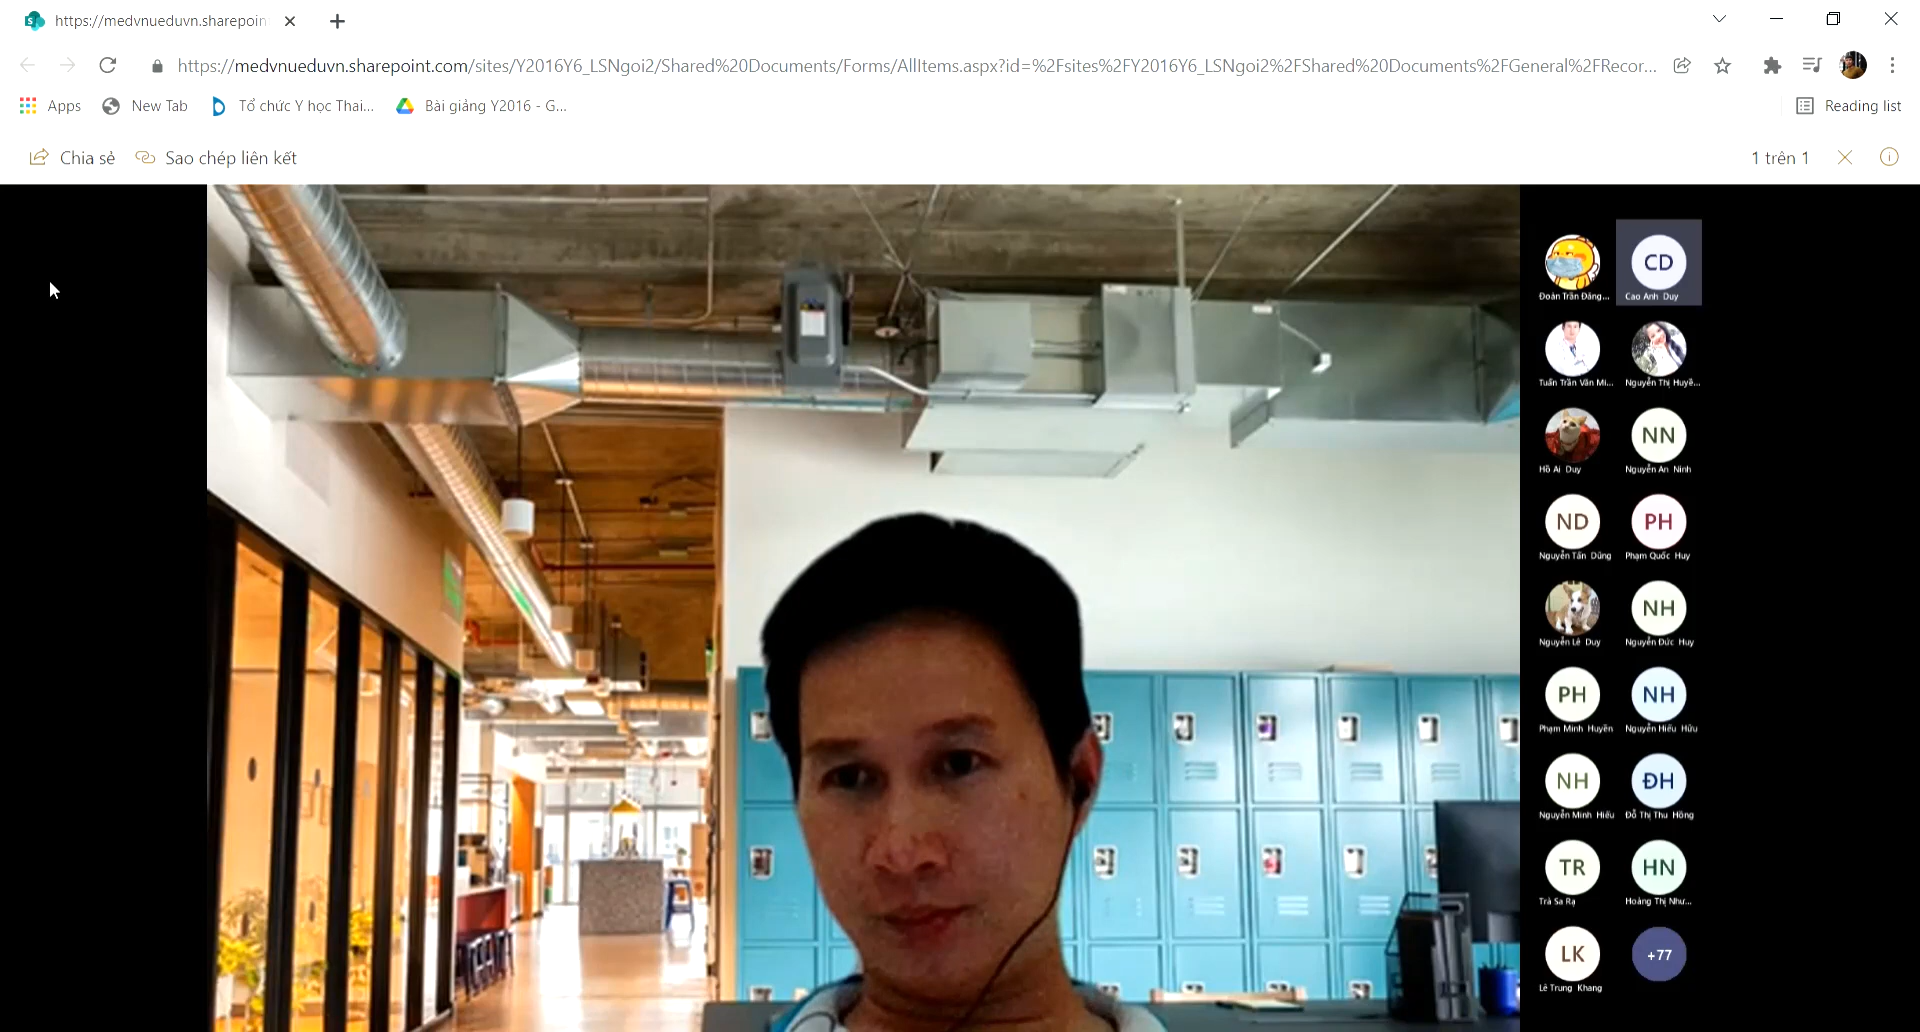 https://medvnueduvn.sharepoin
https://medvnueduvn.sharepoint.com/sites/Y2016Y6_LSNgoi2/Shared%20Documents/Forms/AllItems.aspx?id=%2Fsites%2FY2016Y6_LSNgoi2%2FShared%20Documents%2FGeneral%2FRecor...
Apps
New Tab
Tổ chức Y học Thai...
Bài giảng Y2016 - G...
Reading list
Chia sẻ
Sao chép liên kết
1 trên 1
CD
Đoàn Trần Đăng...
Cao Anh Duy
Tuấn Trần Văn Mi...
Nguyễn Thị Huyề...
NN
Hồ Ái Duy
Nguyễn An Ninh
ND
PH
Nguyễn Tấn Dũng
Phạm Quốc Huy
NH
Nguyễn Lê Duy
Nguyễn Đức Huy
PH
NH
Phạm Minh Huyền
Nguyễn Hiếu Hữu
NH
ĐH
Nguyễn Minh Hiếu
Đỗ Thị Thu Hồng
TR
HN
Trà Sa Rạ
Hoàng Thị Như...
LK
+77
Lê Trung Khang